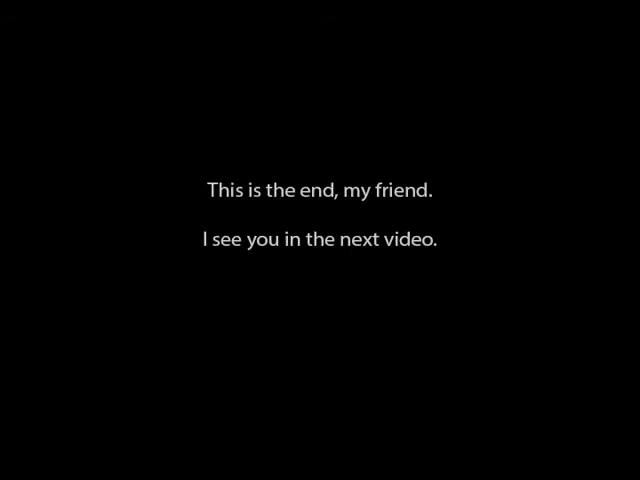 This is the end, my friend.
I see you in the next video.